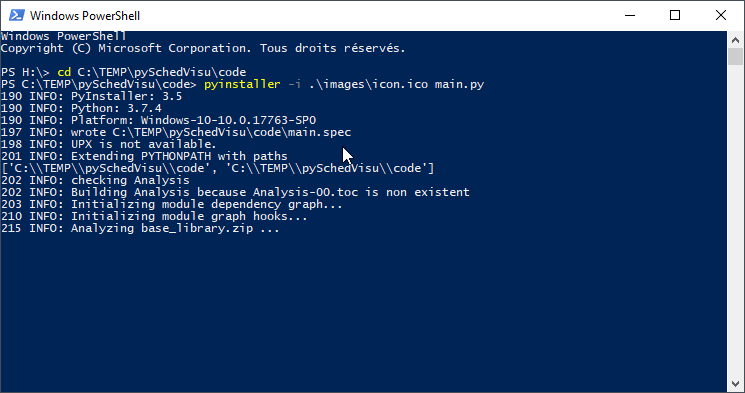 Windows PowerShell
Windows PowerShell
Copyright (C) Microsoft Corporation. Tous droits réservés.
PS H:\> cd C:\TEMP\pySchedVisu\code
PS C:\TEMP\pySchedVisu\code> pyinstaller -i .\images\icon.ico main.py
190 INFO: PyInstaller: 3.5
190 INFO: Python: 3.7.4
190 INFO: Platform: Windows-10-10.0.17763-SP0
197 INFO: wrote C:\TEMP\pySchedVisu\code\main.spec
198 INFO: UPX is not available.
201 INFO: Extending PYTHONPATH with paths
['C:\\TEMP\\pySchedVisu\\code', 'C:\\TEMP\\pySchedVisu\\code']
202 INFO: checking Analysis
202 INFO: Building Analysis because Analysis-00.toc is non existent
203 INFO: Initializing module dependency graph...
210 INFO: Initializing module graph hooks...
215 INFO: Analyzing base_library.zip ...